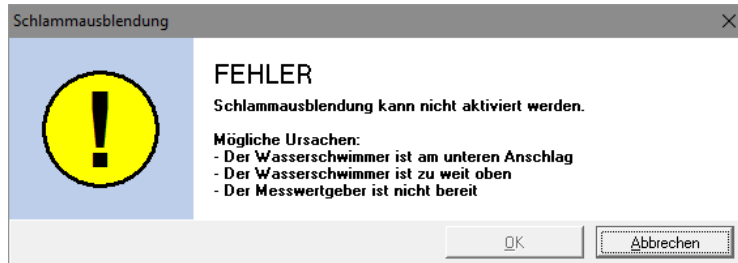 Schlammausblendung
FEHLER
Schlammausblendung kann nicht aktiviert werden.
Mögliche Ursachen:
- Der Wasserschwimmer ist am unteren Anschlag
- Der Wasserschwimmer ist zu weit oben
- Der Messwertgeber ist nicht bereit
OK
Abbrechen